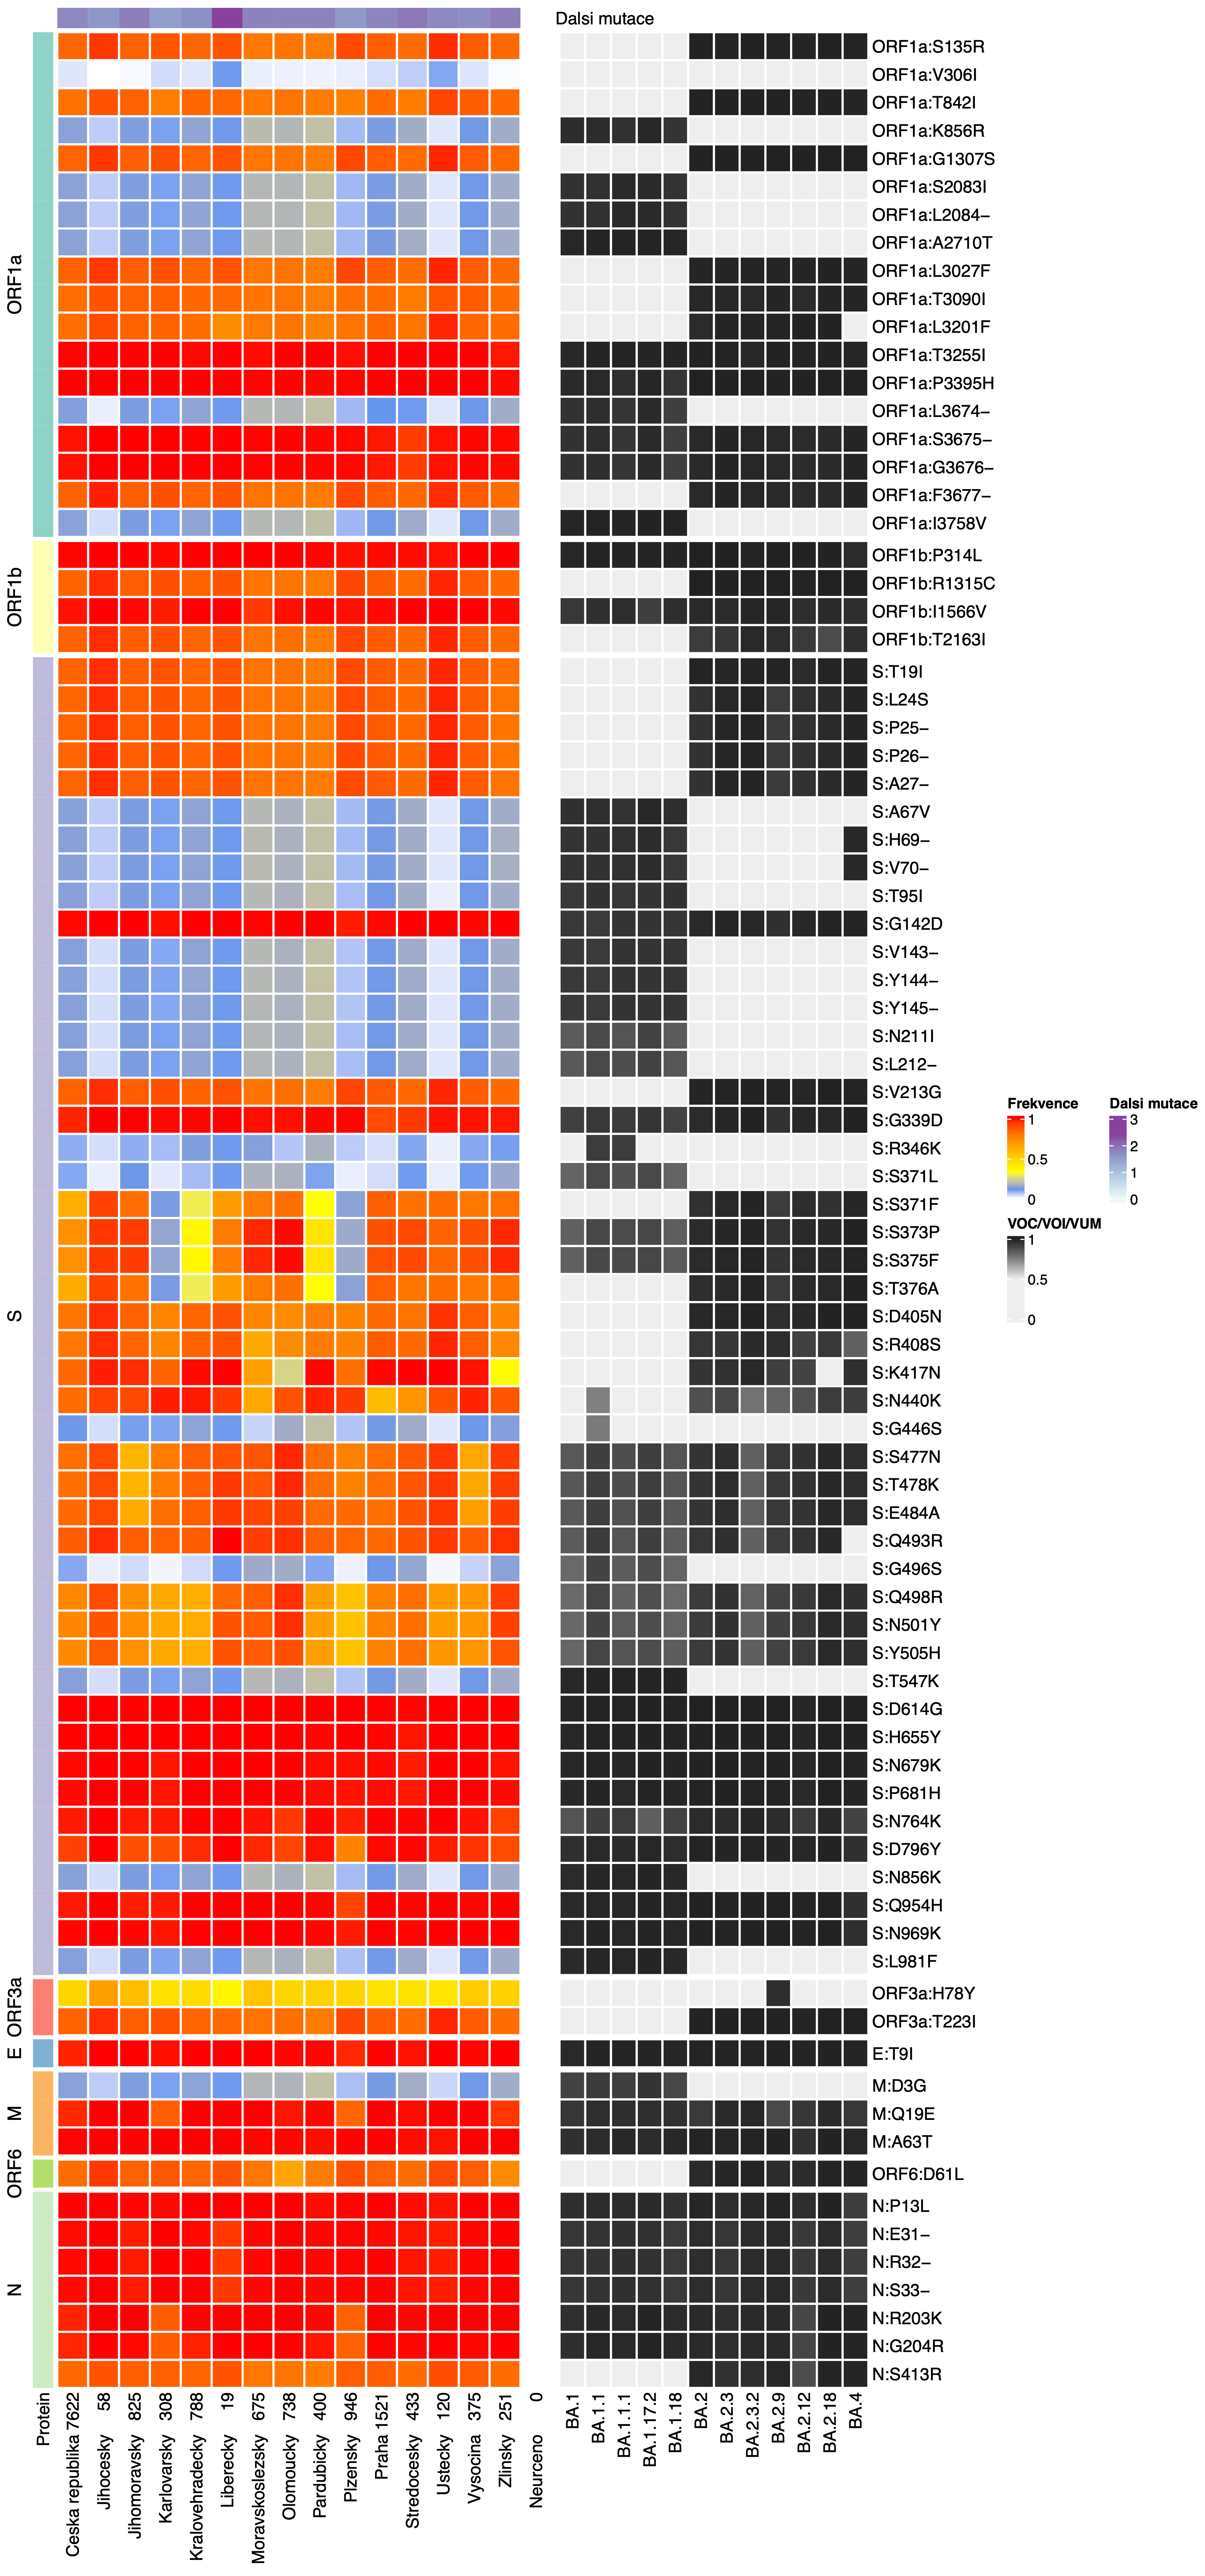 Dalsi mutace
ORF1a:S135R
ORF1a:V306I
ORF1a:T842I
ORF1a:K856R
ORF1a:G1307S
ORF1a:S2083I
ORF1a:L2084−
ORF1a:A2710T
ORF1a:L3027F
ORF1a:T3090I
ORF1a:L3201F
ORF1a:T3255I
ORF1a:P3395H
ORF1a:L3674−
ORF1a:S3675−
ORF1a:G3676−
ORF1a:F3677−
ORF1a:I3758V
ORF1a
ORF1b:P314L
ORF1b:R1315C
ORF1b:I1566V
ORF1b:T2163I
ORF1b
S:T19I
S:L24S
S:P25−
S:P26−
S:A27−
S:A67V
S:H69−
S:V70−
S:T95I
S:G142D
S:V143−
S:Y144−
S:Y145−
S:N211I
S:L212−
S:V213G
S:G339D
S:R346K
S:S371L
S:S371F
S:S373P
S:S375F
S:T376A
S:D405N
S:R408S
S:K417N
S:N440K
S:G446S
S:S477N
S:T478K
S:E484A
S:Q493R
S:G496S
S:Q498R
S:N501Y
S:Y505H
S:T547K
S:D614G
S:H655Y
S:N679K
S:P681H
S:N764K
S:D796Y
S:N856K
S:Q954H
S:N969K
S:L981F
S
ORF3a:H78Y
ORF3a:T223I
ORF3a
E:T9I
E
M:D3G
M:Q19E
M:A63T
M
ORF6:D61L
ORF6
N:P13L
N:E31−
N:R32−
N:S33−
N:R203K
N:G204R
N:S413R
N
Protein
Ceska republika 7622
Jihocesky 58
Jihomoravsky 825
Karlovarsky 308
Kralovehradecky 788
Liberecky 19
Moravskoslezsky 675
Olomoucky 738
Pardubicky 400
Plzensky 946
Praha 1521
Stredocesky 433
Ustecky 120
Vysocina 375
Zlinsky 251
Neurceno 0
BA.1
BA.1.1
BA.1.1.1
BA.1.17.2
BA.1.18
BA.2
BA.2.3
BA.2.3.2
BA.2.9
BA.2.12
BA.2.18
BA.4
Frekvence
1
0.5
0
Dalsi mutace
3
2
1
0
VOC/VOI/VUM
1
0.5
0